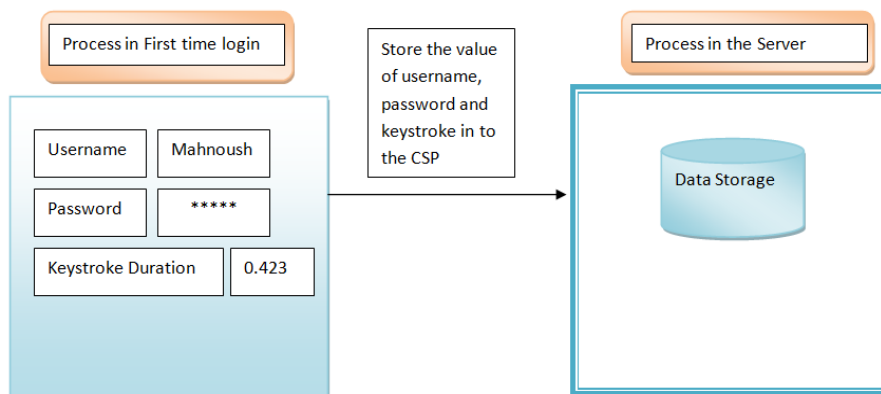 Process in First time login
Store the value
of username,
password and
keystroke in to
the CSP
Process in the Server
Username
Mahnoush
Password
*****
Keystroke Duration
0.423
Data Storage